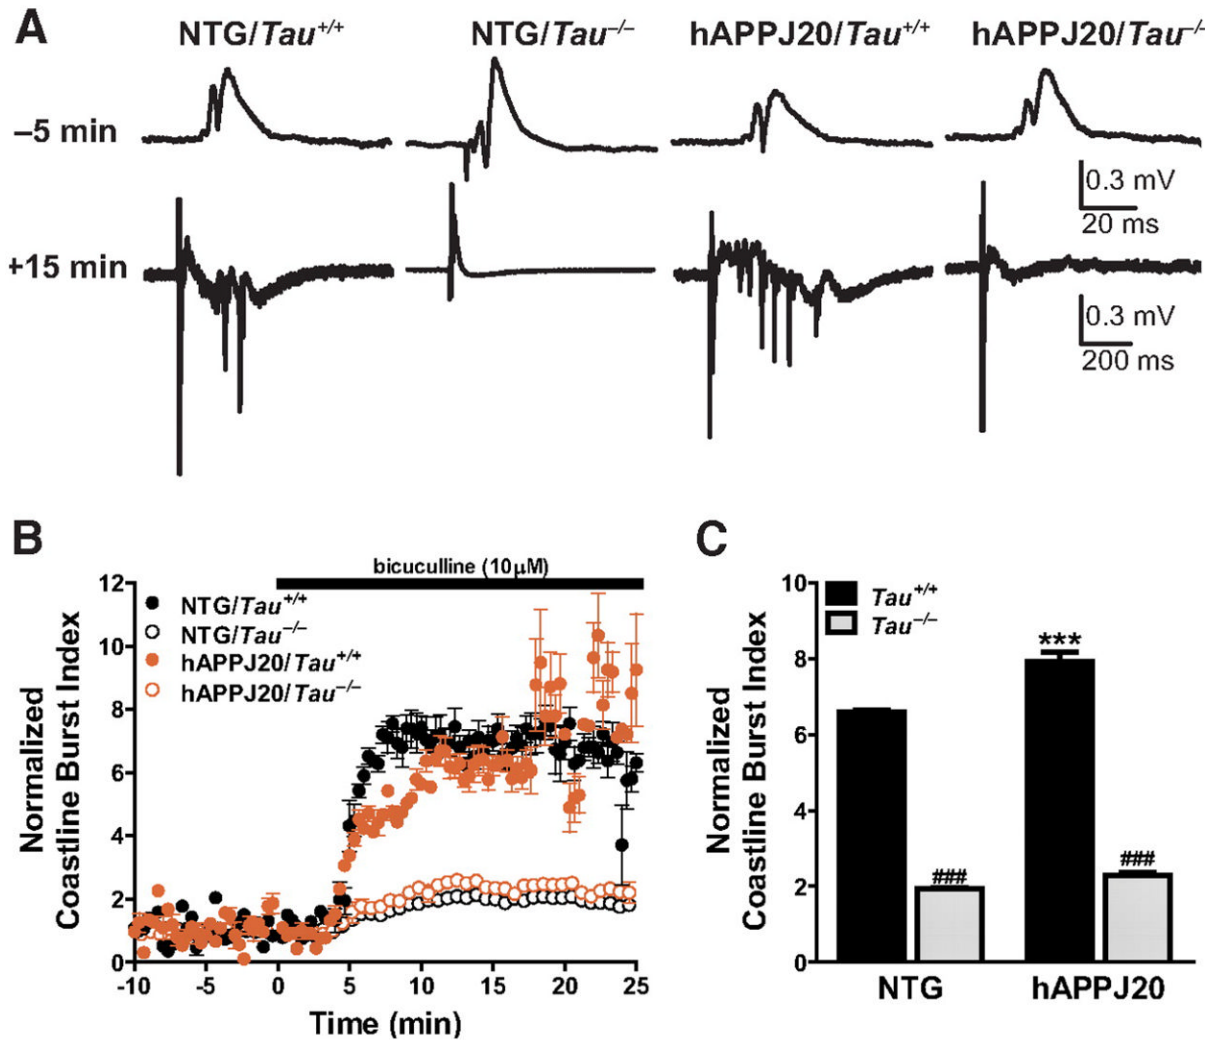 A
NTG/Tau+/+ NTG/Tau−/− hAPPJ20/Tau+/+ hAPPJ20/Tau−/−
−5 min
0.3 mV
20 ms
+15 min
0.3 mV
200 ms
B
bicuculline (10µM)
NTG/Tau+/+
NTG/Tau−/−
hAPPJ20/Tau+/+
hAPPJ20/Tau−/−
Normalized
Coastline Burst Index
12
10
8
6
4
2
0
-10 -5 0 5 10 15 20 25
Time (min)
C
Tau+/+
Tau−/−
Normalized
Coastline Burst Index
10
8
6
4
2
0
***
###
###
NTG hAPPJ20